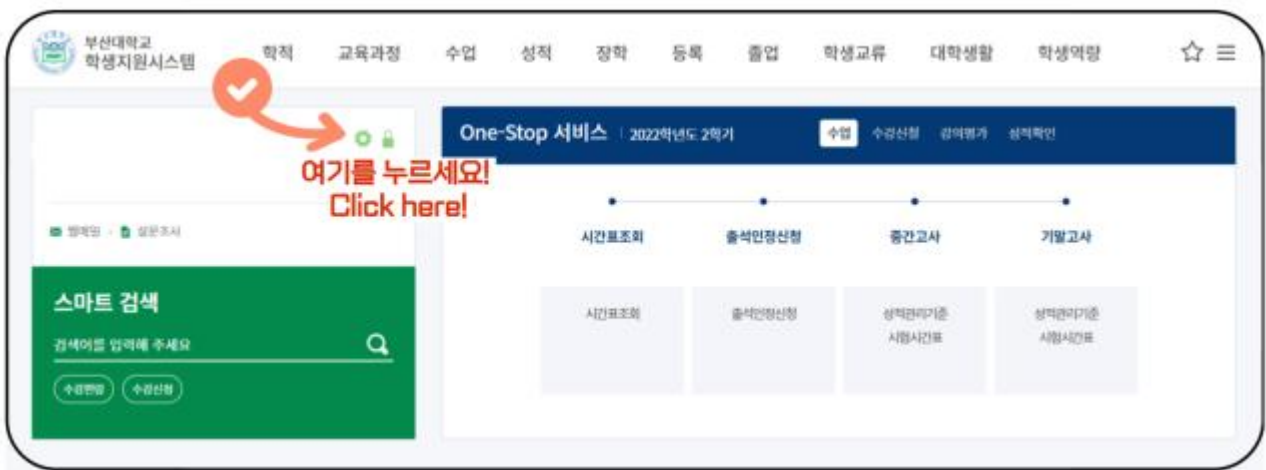 부산대학교
학생지원시스템
학적 교육과정 수업 성적 장학 등록 졸업 학생교류 대학생활 학생역량
여기를 누르세요!
Click here!
웹메일 설문조사
스마트 검색
검색어를 입력해 주세요
수강편람 수강신청
One-Stop 서비스 2022학년도 2학기 수업 수강신청 강의평가 성적확인
시간표조회 출석인정신청 중간고사 기말고사
시간표조회 출석인정신청 성적관리기준 성적관리기준
시험시간표 시험시간표